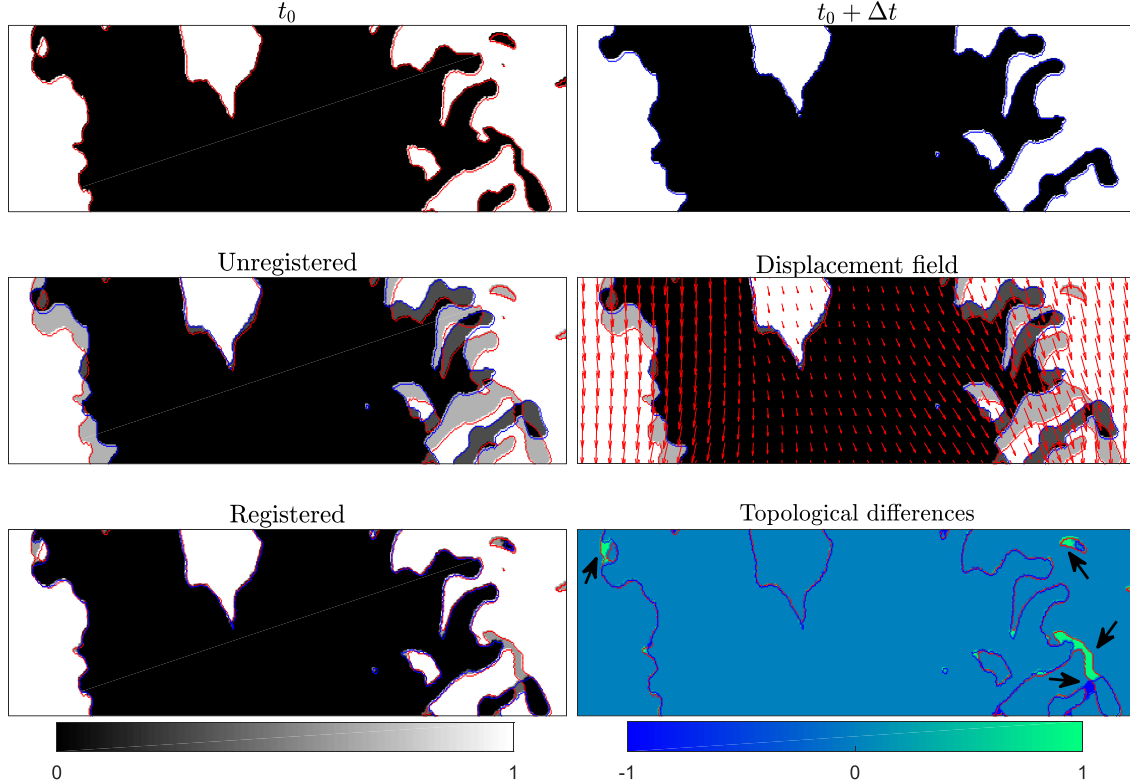 t₀
t₀ + Δt
Unregistered
Displacement field
Registered
Topological differences
0
1
-1
0
1